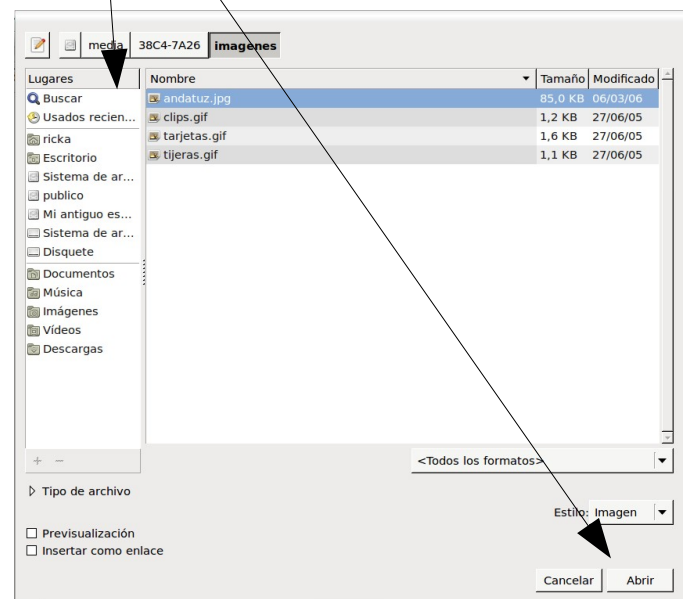 media 38C4-7A26 imagenes
Lugares Nombre Tamaño Modificado
Buscar andatuz.jpg 85,0 KB 06/03/06
Usados recien... clips.gif 1,2 KB 27/06/05
ricka tarjetas.gif 1,6 KB 27/06/05
Escritorio tijeras.gif 1,1 KB 27/06/05
Sistema de ar...
publico
Mi antiguo es...
Sistema de ar...
Disquete
Documentos
Música
Imágenes
Vídeos
Descargas
+ −
<Todos los formatos>
Tipo de archivo
Estilo: Imagen
Previsualización
Insertar como enlace
Cancelar Abrir